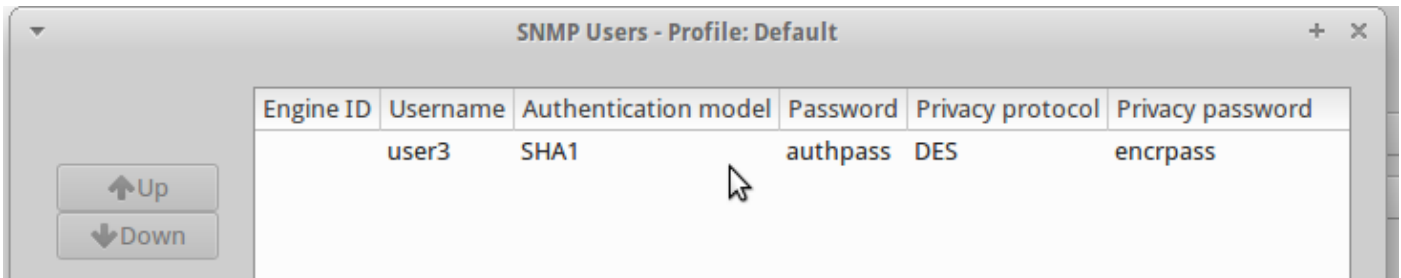 SNMP Users - Profile: Default
Engine ID Username Authentication model Password Privacy protocol Privacy password
user3 SHA1 authpass DES encrpass
Up
Down